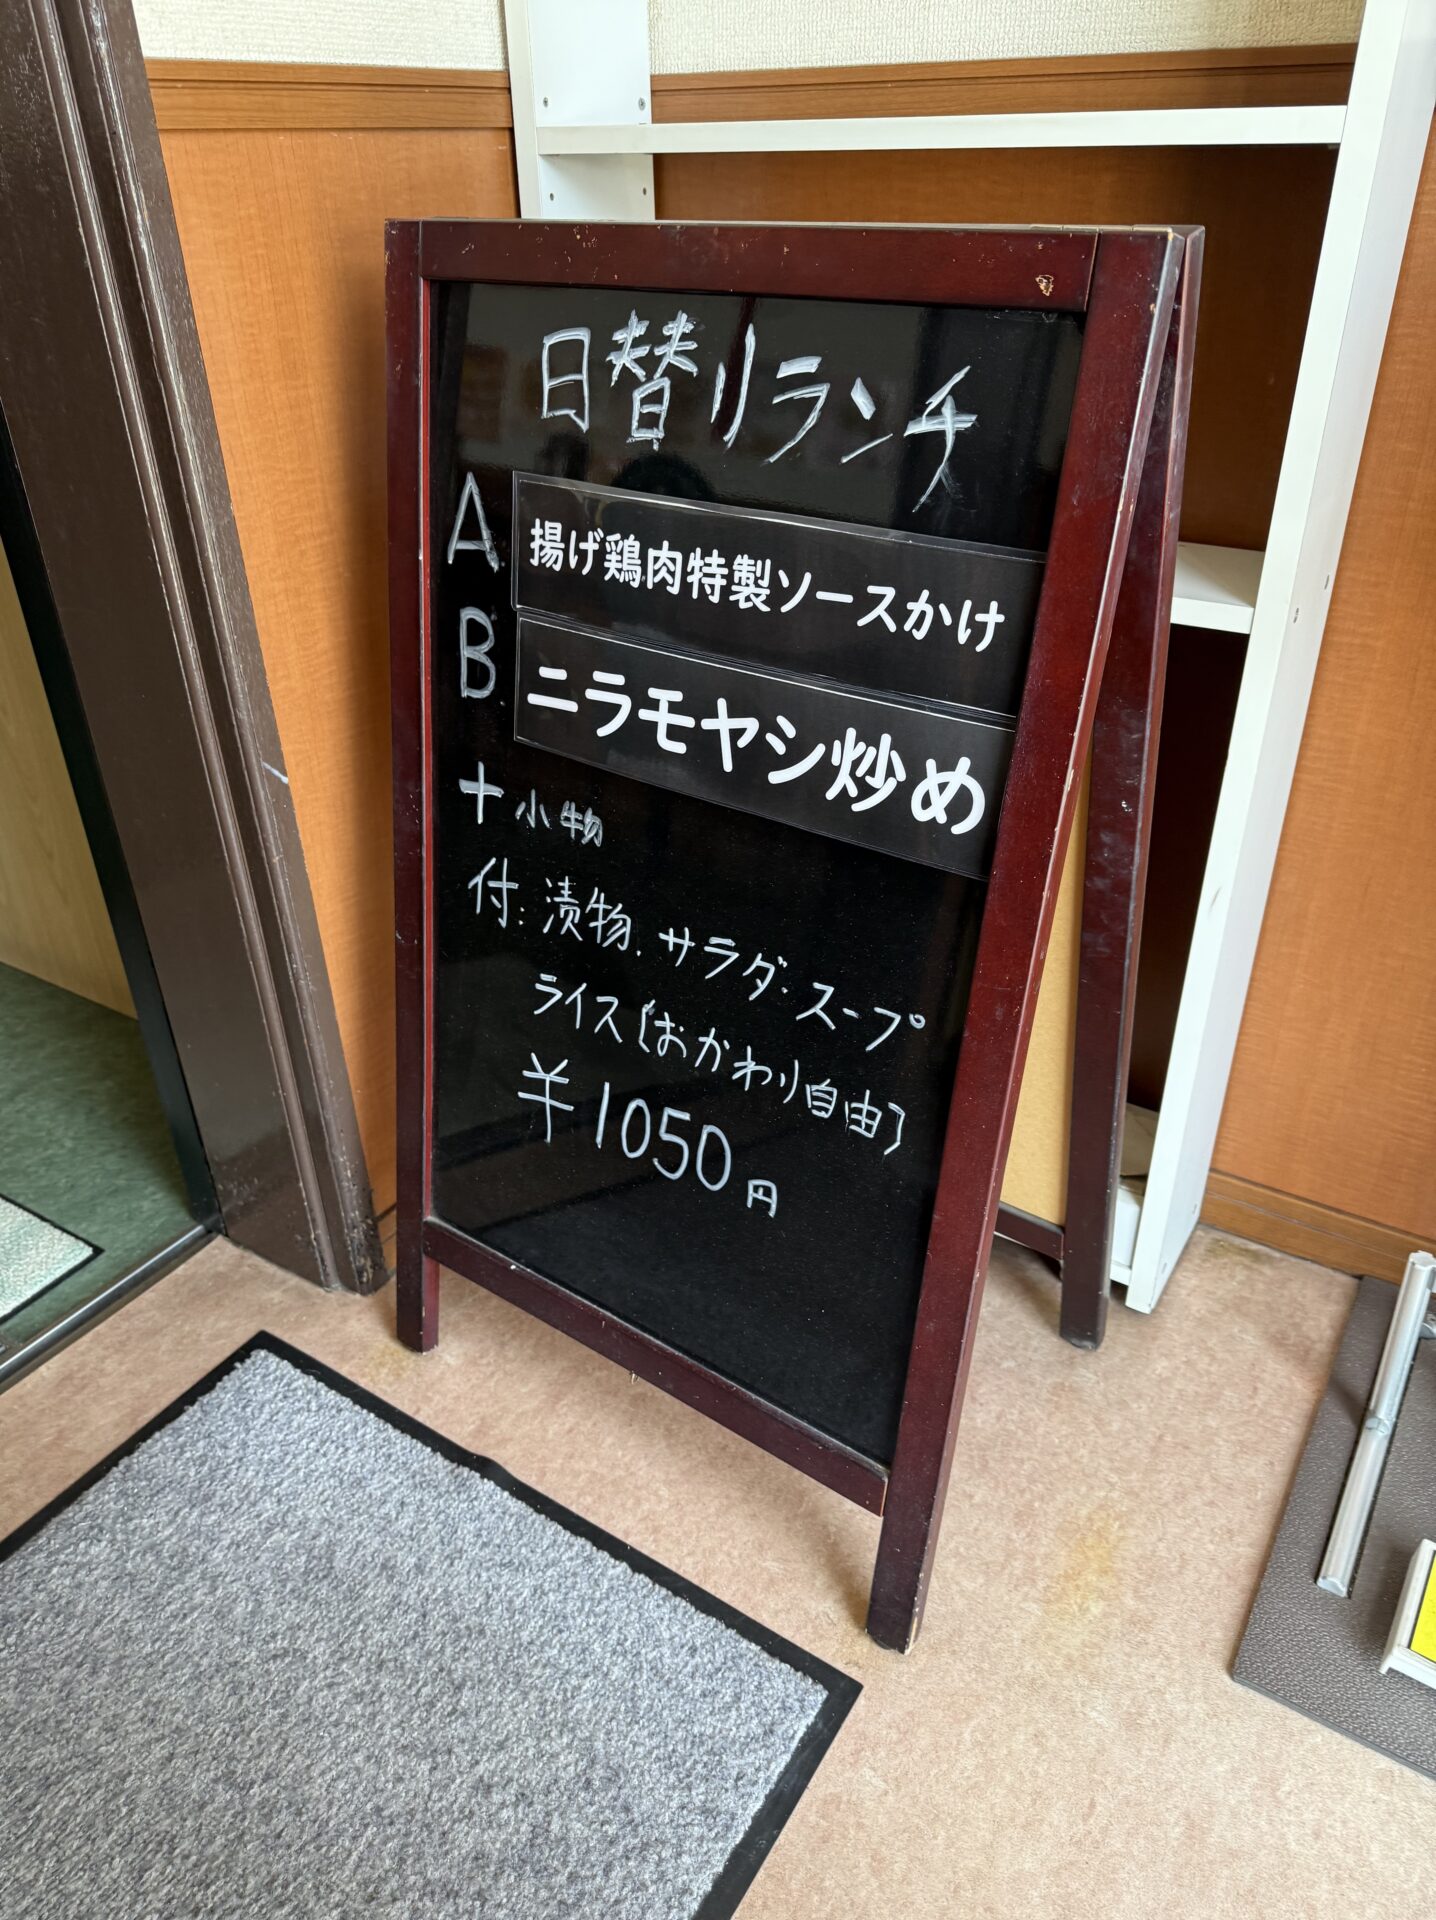 日替りランチ
A 揚げ鶏肉特製ソースかけ
B ニラモヤシ炒め
+ 小物
付:漬物.サラダ.スープ
ライス〔おかわり自由〕
¥1050円